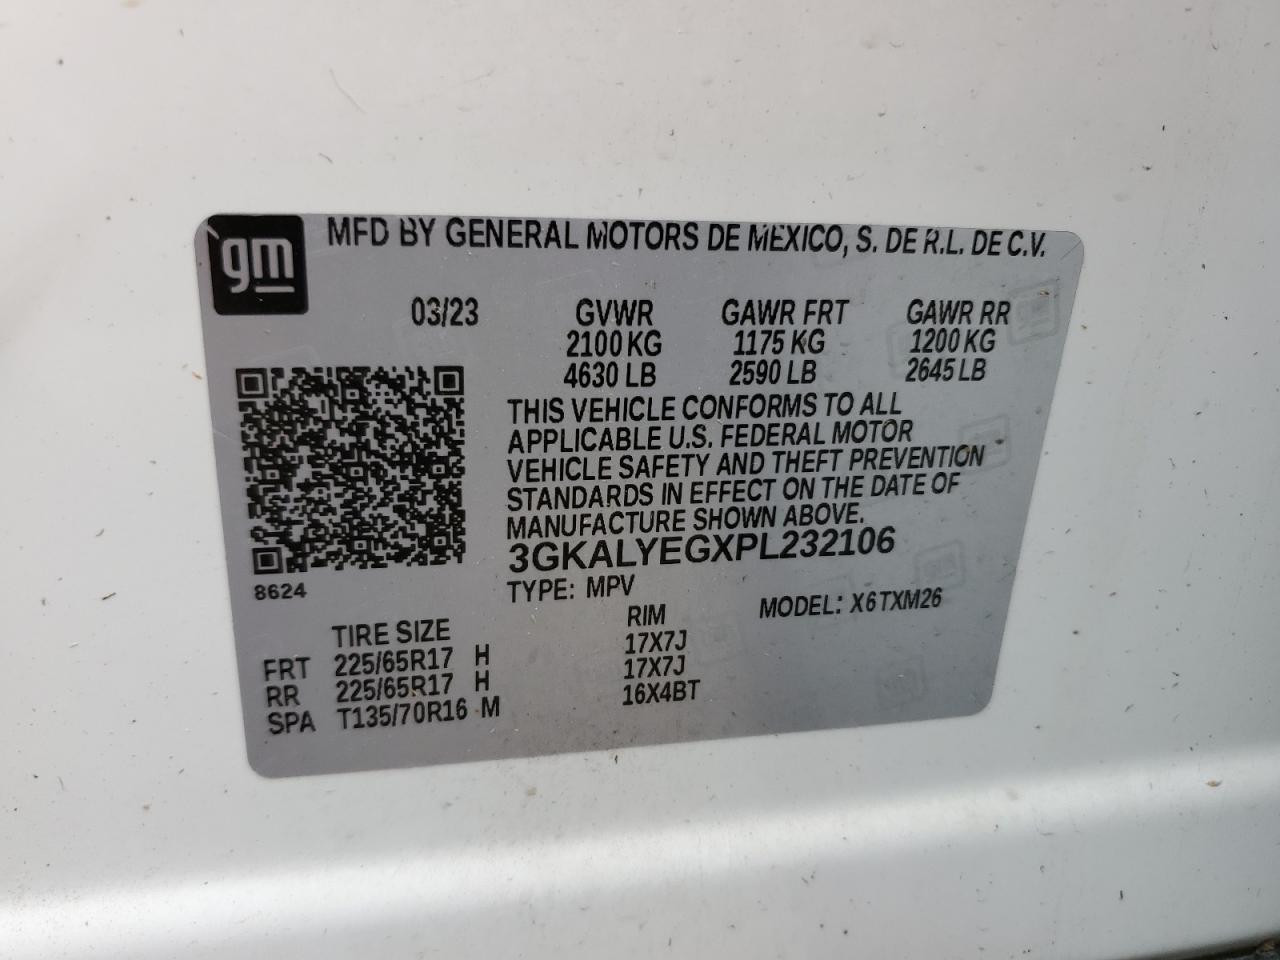 gm
MFD BY GENERAL MOTORS DE MEXICO, S. DE R.L. DE C.V.
03/23 GVWR GAWR FRT GAWR RR
2100 KG 1175 KG 1200 KG
4630 LB 2590 LB 2645 LB
THIS VEHICLE CONFORMS TO ALL
APPLICABLE U.S. FEDERAL MOTOR
VEHICLE SAFETY AND THEFT PREVENTION
STANDARDS IN EFFECT ON THE DATE OF
MANUFACTURE SHOWN ABOVE.
3GKALYEGXPL232106
8624
TYPE: MPV MODEL: X6TXM26
TIRE SIZE RIM
FRT 225/65R17 H 17X7J
RR 225/65R17 H 17X7J
SPA T135/70R16 M 16X4BT